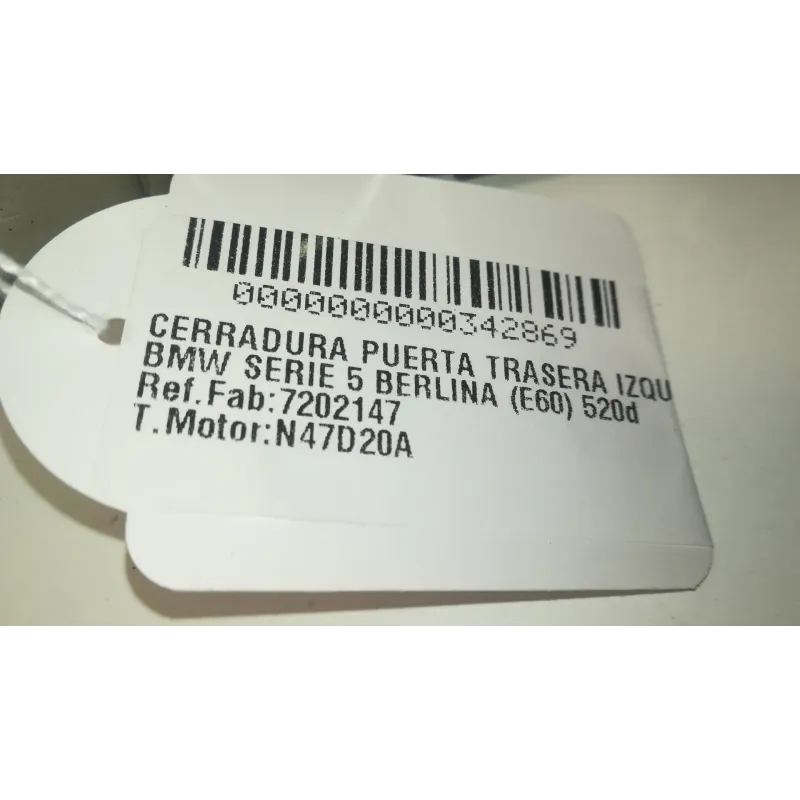 0000000000342869
CERRADURA PUERTA TRASERA IZQU
BMW SERIE 5 BERLINA (E60) 520d
Ref.Fab:7202147
T.Motor:N47D20A